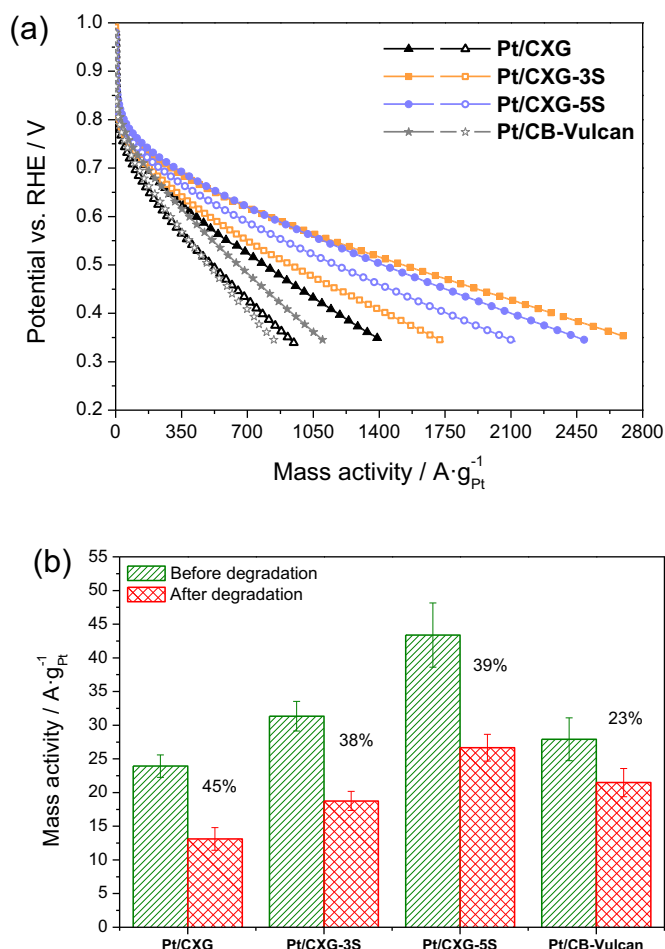 (a)
1.0
0.9
0.8
0.7
0.6
0.5
0.4
0.3
0.2
Potential vs. RHE / V
Pt/CXG
Pt/CXG-3S
Pt/CXG-5S
Pt/CB-Vulcan
0 350 700 1050 1400 1750 2100 2450 2800
Mass activity / A·g⁻¹Pt
(b)
55
50
45
40
35
30
25
20
15
10
5
0
Mass activity / A·g⁻¹Pt
Before degradation
After degradation
45%
38%
39%
23%
Pt/CXG Pt/CXG-3S Pt/CXG-5S Pt/CB-Vulcan